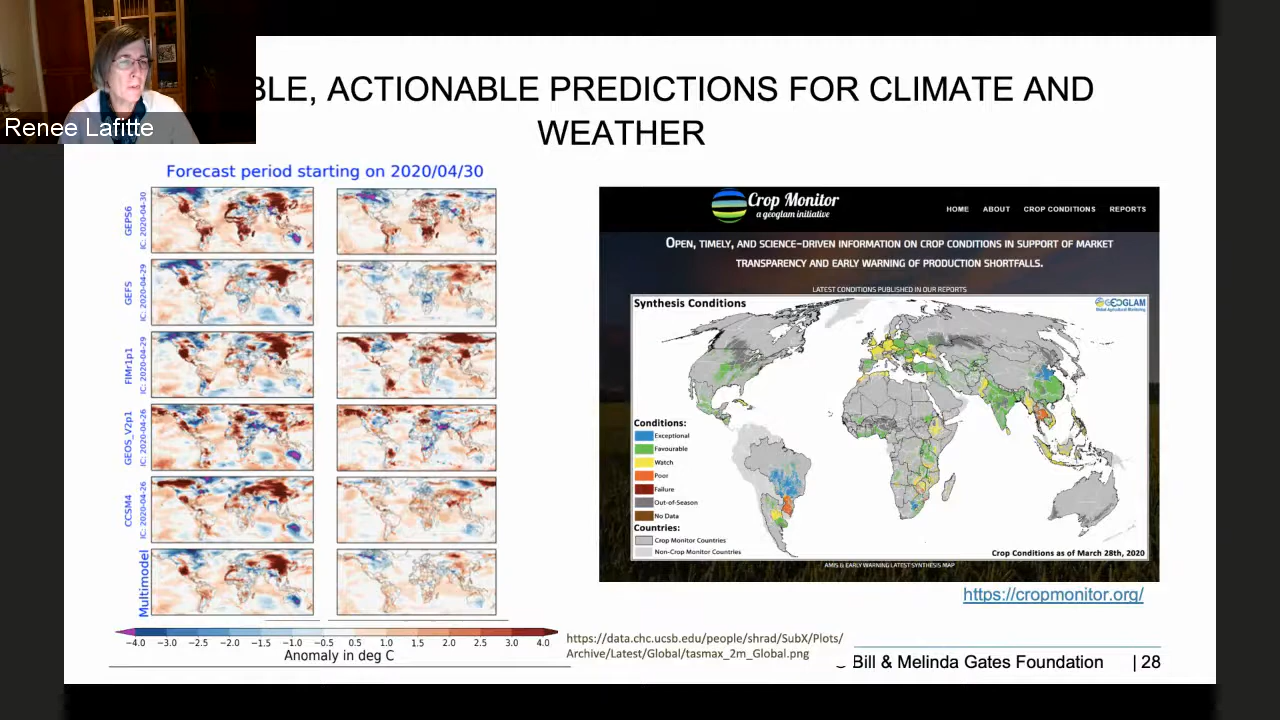 BLE, ACTIONABLE PREDICTIONS FOR CLIMATE AND
WEATHER
Renee Lafitte
Forecast period starting on 2020/04/30
GEPS6
IC: 2020-04-30
GEFS
IC: 2020-04-29
FIMr1p1
IC: 2020-04-29
GEOS_V2p1
IC: 2020-04-26
CCSM4
IC: 2020-04-26
Multimodel
−4.0 −3.0 −2.5 −2.0 −1.5 −1.0 −0.5 0.5 1.0 1.5 2.0 2.5 3.0 4.0
Anomaly in deg C
Crop Monitor
a geoglam initiative
HOME ABOUT CROP CONDITIONS REPORTS
OPEN, TIMELY, AND SCIENCE-DRIVEN INFORMATION ON CROP CONDITIONS IN SUPPORT OF MARKET
TRANSPARENCY AND EARLY WARNING OF PRODUCTION SHORTFALLS.
LATEST CONDITIONS PUBLISHED IN OUR REPORTS
Synthesis Conditions
GEOGLAM
Global Agricultural Monitoring
Conditions:
Exceptional
Favourable
Watch
Poor
Failure
Out-of-Season
No Data
Countries:
Crop Monitor Countries
Non-Crop Monitor Countries
Crop Conditions as of March 28th, 2020
AMIS & EARLY WARNING LATEST SYNTHESIS MAP
https://cropmonitor.org/
https://data.chc.ucsb.edu/people/shrad/SubX/Plots/
Archive/Latest/Global/tasmax_2m_Global.png
Bill & Melinda Gates Foundation | 28